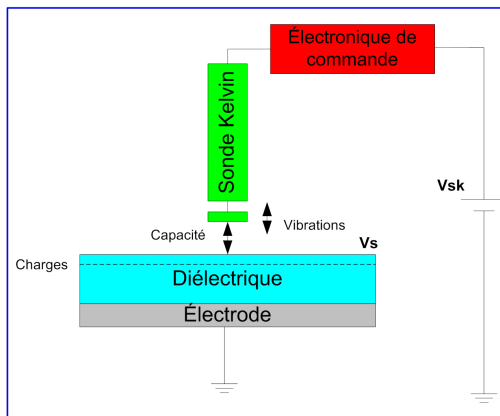 Électronique de
commande
Sonde Kelvin
Vsk
Capacité
Vibrations
Vs
Charges
Diélectrique
Électrode